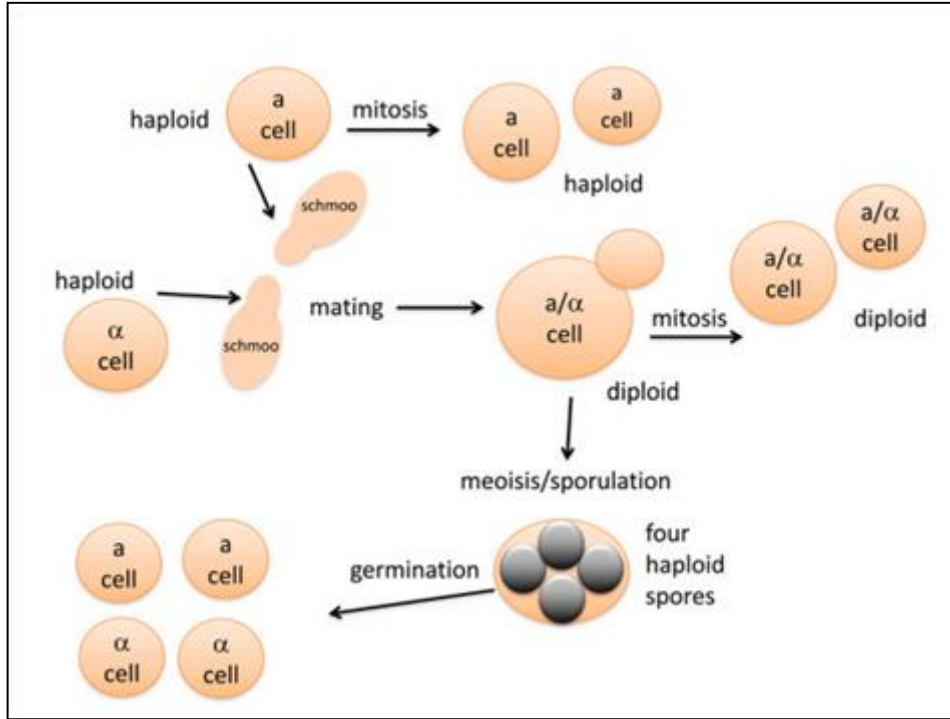 haploid
a
cell
mitosis
a
cell
a
cell
haploid
schmoo
haploid
α
cell
schmoo
mating
a/α
cell
diploid
mitosis
a/α
cell
a/α
cell
diploid
meoisis/sporulation
four
haploid
spores
germination
a
cell
a
cell
α
cell
α
cell